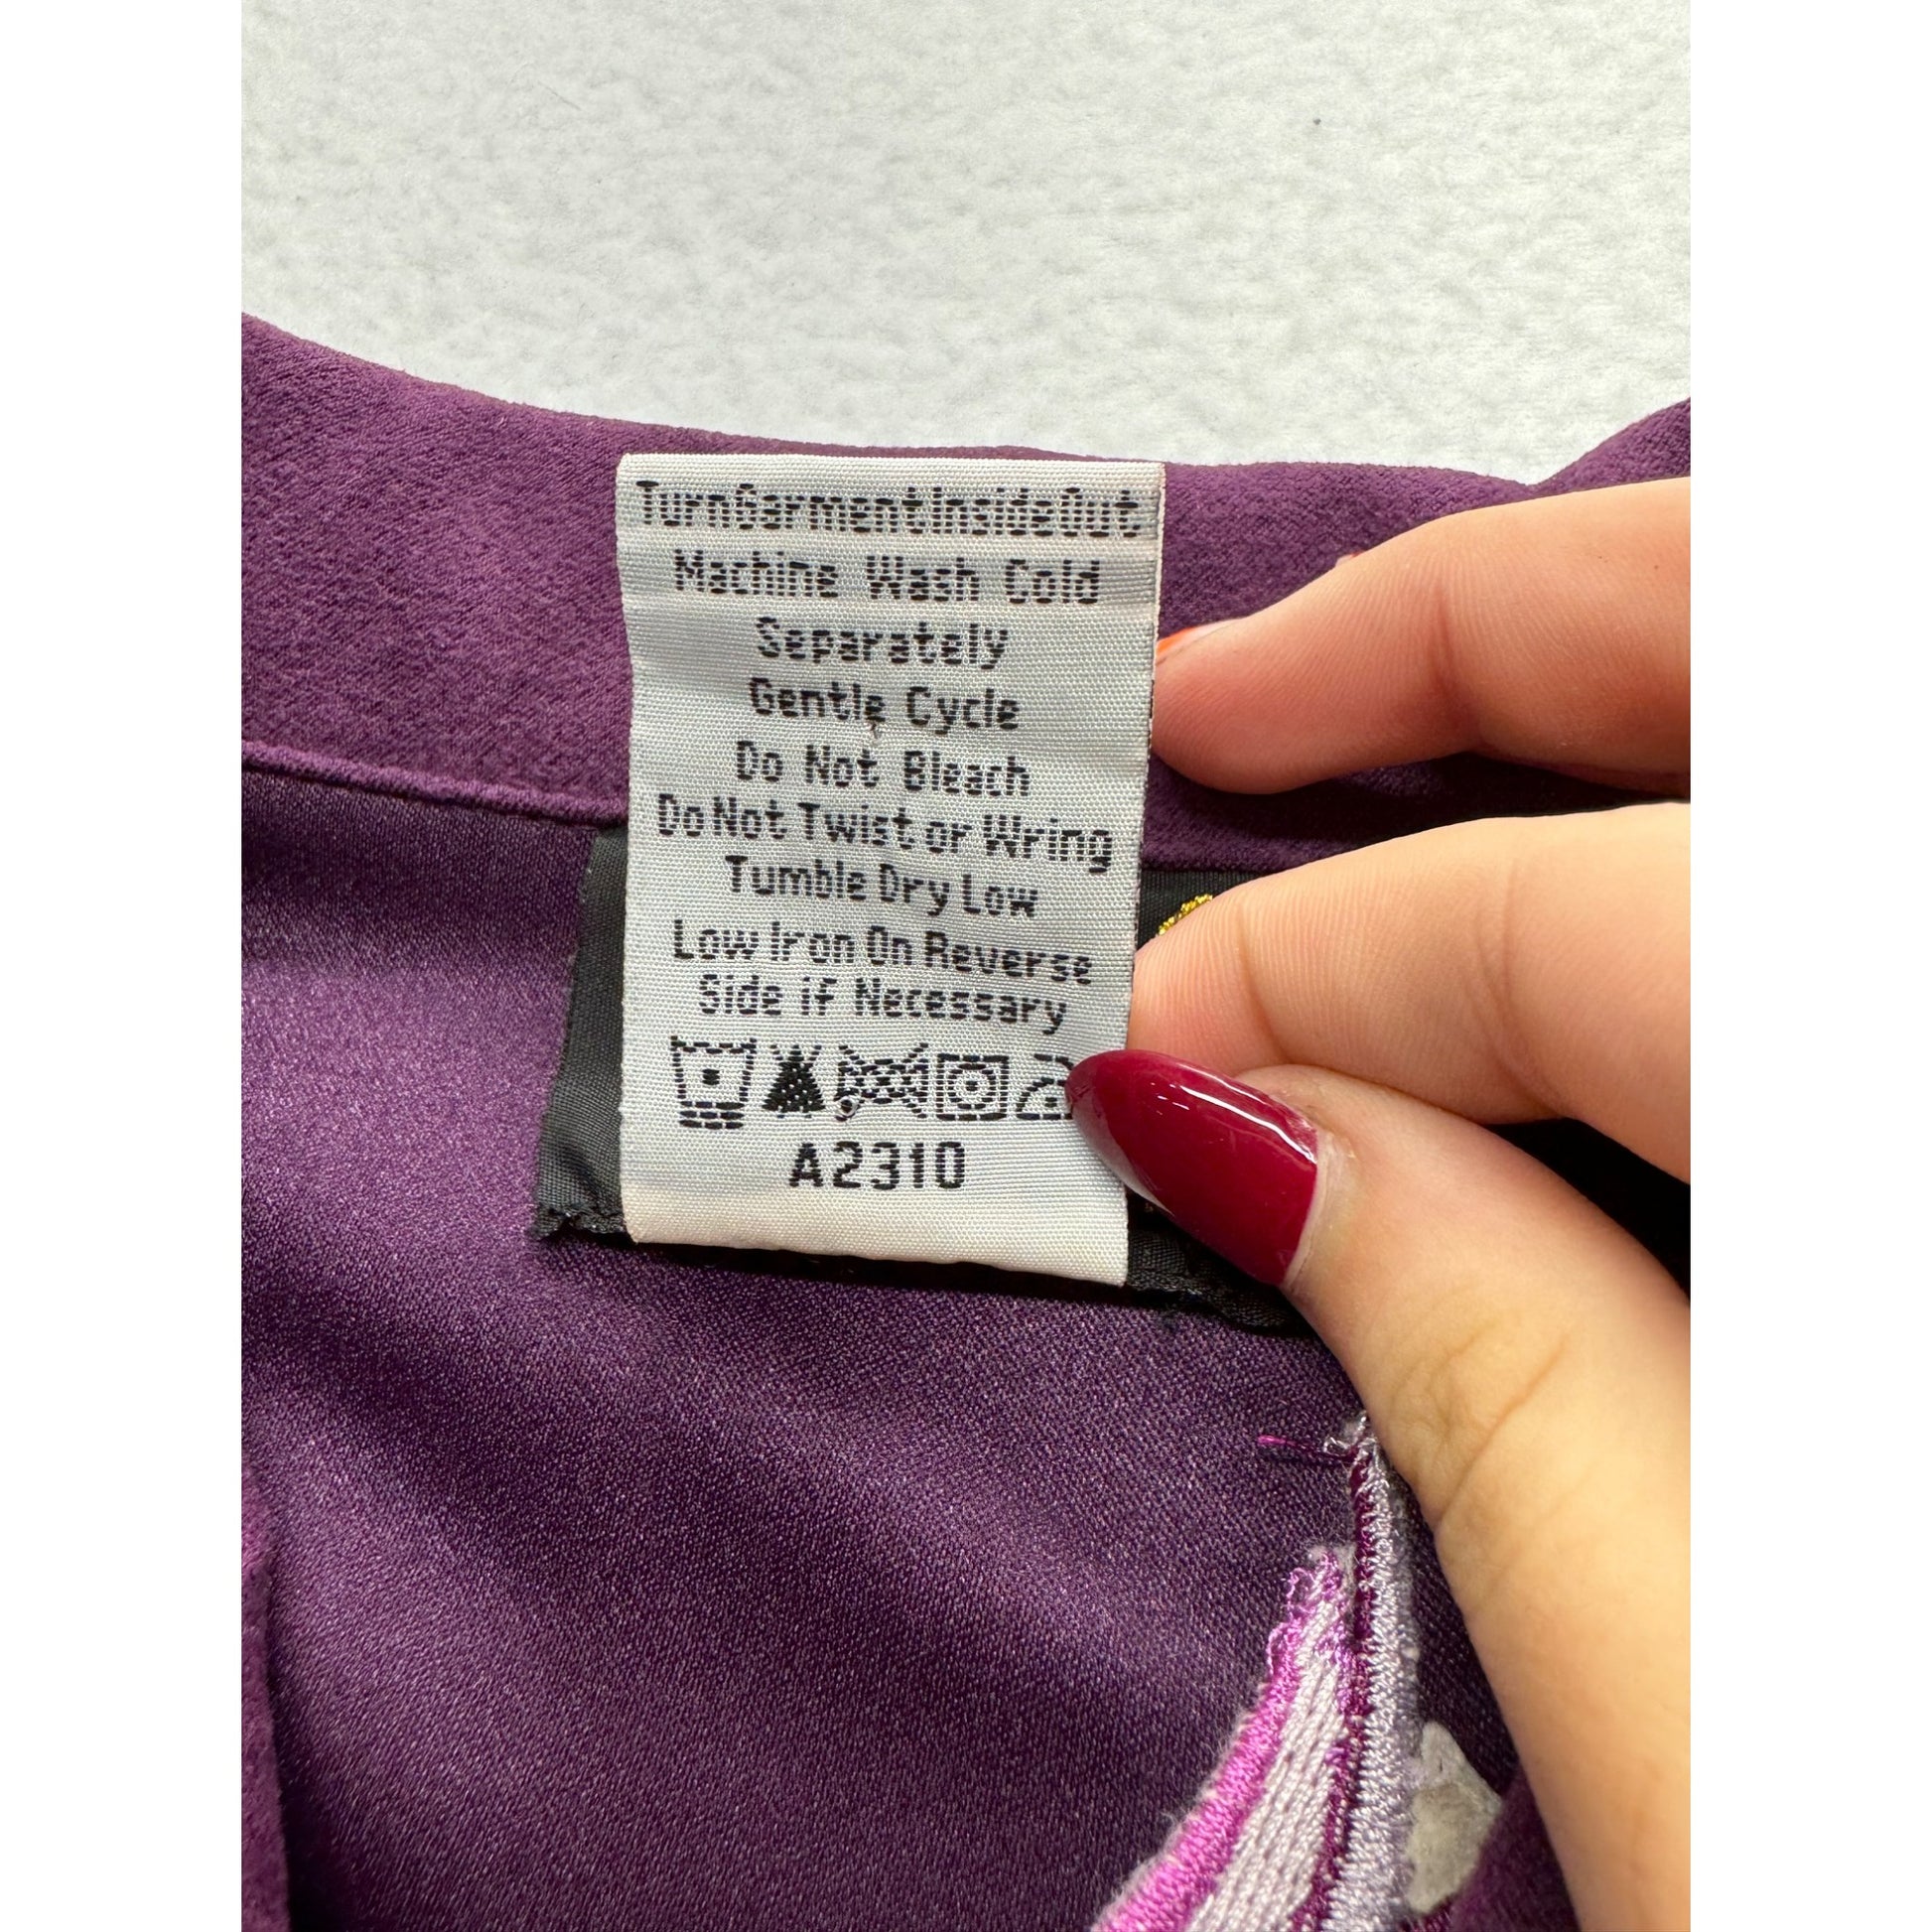 TurnGarmentInsideOut
Machine Wash Cold
Separately
Gentle Cycle
Do Not Bleach
Do Not Twist or Wring
Tumble Dry Low
Low Iron On Reverse
Side if Necessary
A2310